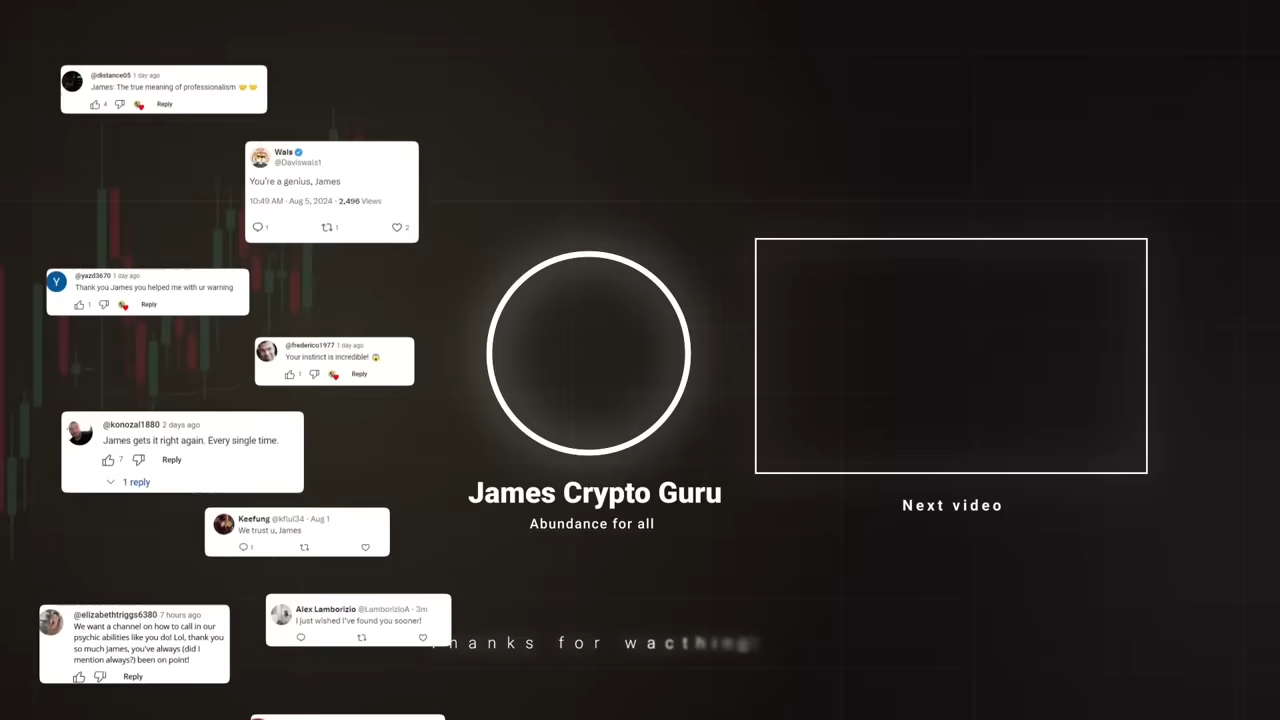 @distance05 1 day ago
James: The true meaning of professionalism 🤝 🤝
4 Reply
Wals
@Daviswals1
You're a genius, James
10:49 AM · Aug 5, 2024 · 2,496 Views
1 1 2
@yazd3670 1 day ago
Y
Thank you James you helped me with ur warning
1 Reply
@frederico1977 1 day ago
Your instinct is incredible! 😱
1 Reply
@konozal1880 2 days ago
James gets it right again. Every single time.
7 Reply
1 reply
Keefung @kflui34 · Aug 1
We trust u, James
@elizabethtriggs6380 7 hours ago
We want a channel on how to call in our
psychic abilities like you do! Lol, thank you
so much James, you've always (did I
mention always?) been on point!
Reply
Alex Lamborizio @LamborizioA · 3m
I just wished I've found you sooner!
James Crypto Guru
Abundance for all
Next video
hanks for wacthing